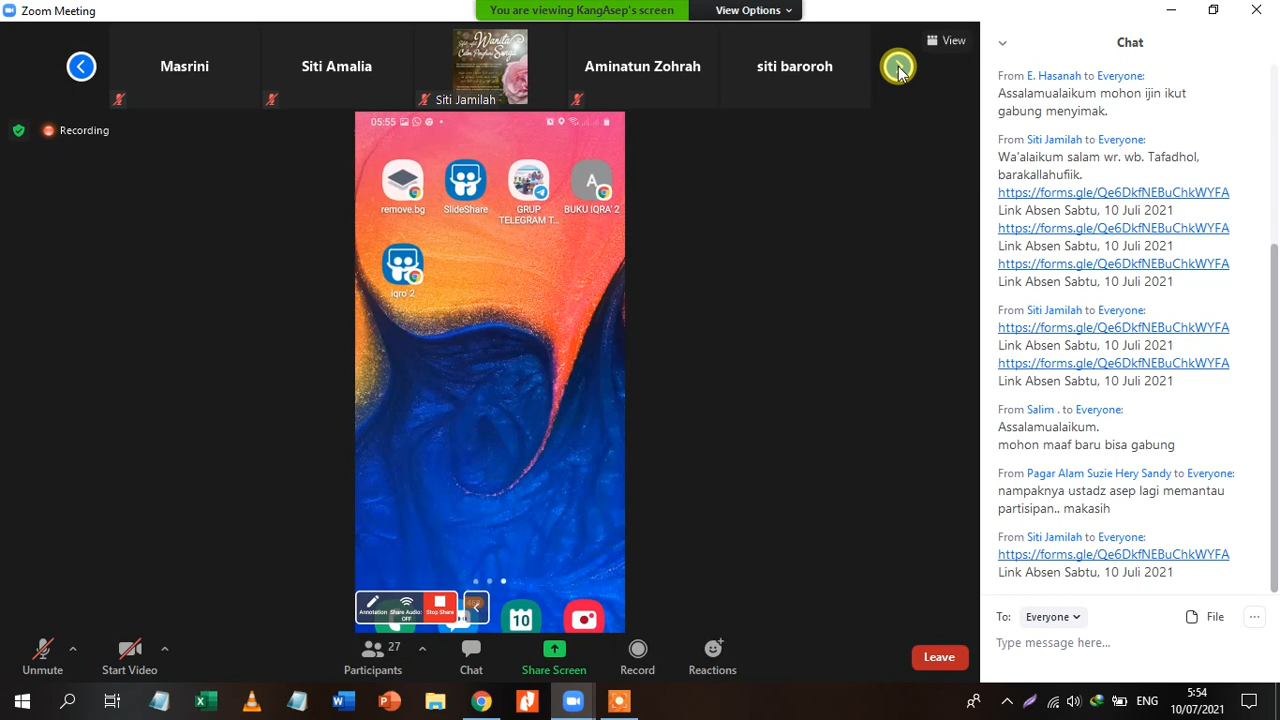 Zoom Meeting
You are viewing KangAsep's screen
View Options
Masrini
Siti Amalia
Wanita
Siti Jamilah
Aminatun Zohrah
siti baroroh
View
Recording
05:55
remove.bg
SlideShare
GRUP
TELEGRAM T...
A
BUKU IQRA' 2
Iqro' 2
Annotation
Share Audio:
OFF
Stop Share
10
Chat
From E. Hasanah to Everyone:
Assalamualaikum mohon ijin ikut
gabung menyimak.
From Siti Jamilah to Everyone:
Wa'alaikum salam wr. wb. Tafadhol,
barakallahufiik.
https://forms.gle/Qe6DkfNEBuChkWYFA
Link Absen Sabtu, 10 Juli 2021
https://forms.gle/Qe6DkfNEBuChkWYFA
Link Absen Sabtu, 10 Juli 2021
https://forms.gle/Qe6DkfNEBuChkWYFA
Link Absen Sabtu, 10 Juli 2021
From Siti Jamilah to Everyone:
https://forms.gle/Qe6DkfNEBuChkWYFA
Link Absen Sabtu, 10 Juli 2021
https://forms.gle/Qe6DkfNEBuChkWYFA
Link Absen Sabtu, 10 Juli 2021
From Salim . to Everyone:
Assalamualaikum.
mohon maaf baru bisa gabung
From Pagar Alam Suzie Hery Sandy to Everyone:
nampaknya ustadz asep lagi memantau
partisipan.. makasih
From Siti Jamilah to Everyone:
https://forms.gle/Qe6DkfNEBuChkWYFA
Link Absen Sabtu, 10 Juli 2021
To: Everyone
File
Type message here...
Unmute
Start Video
Participants
27
Chat
Share Screen
Record
Reactions
Leave
ENG
5:54
10/07/2021